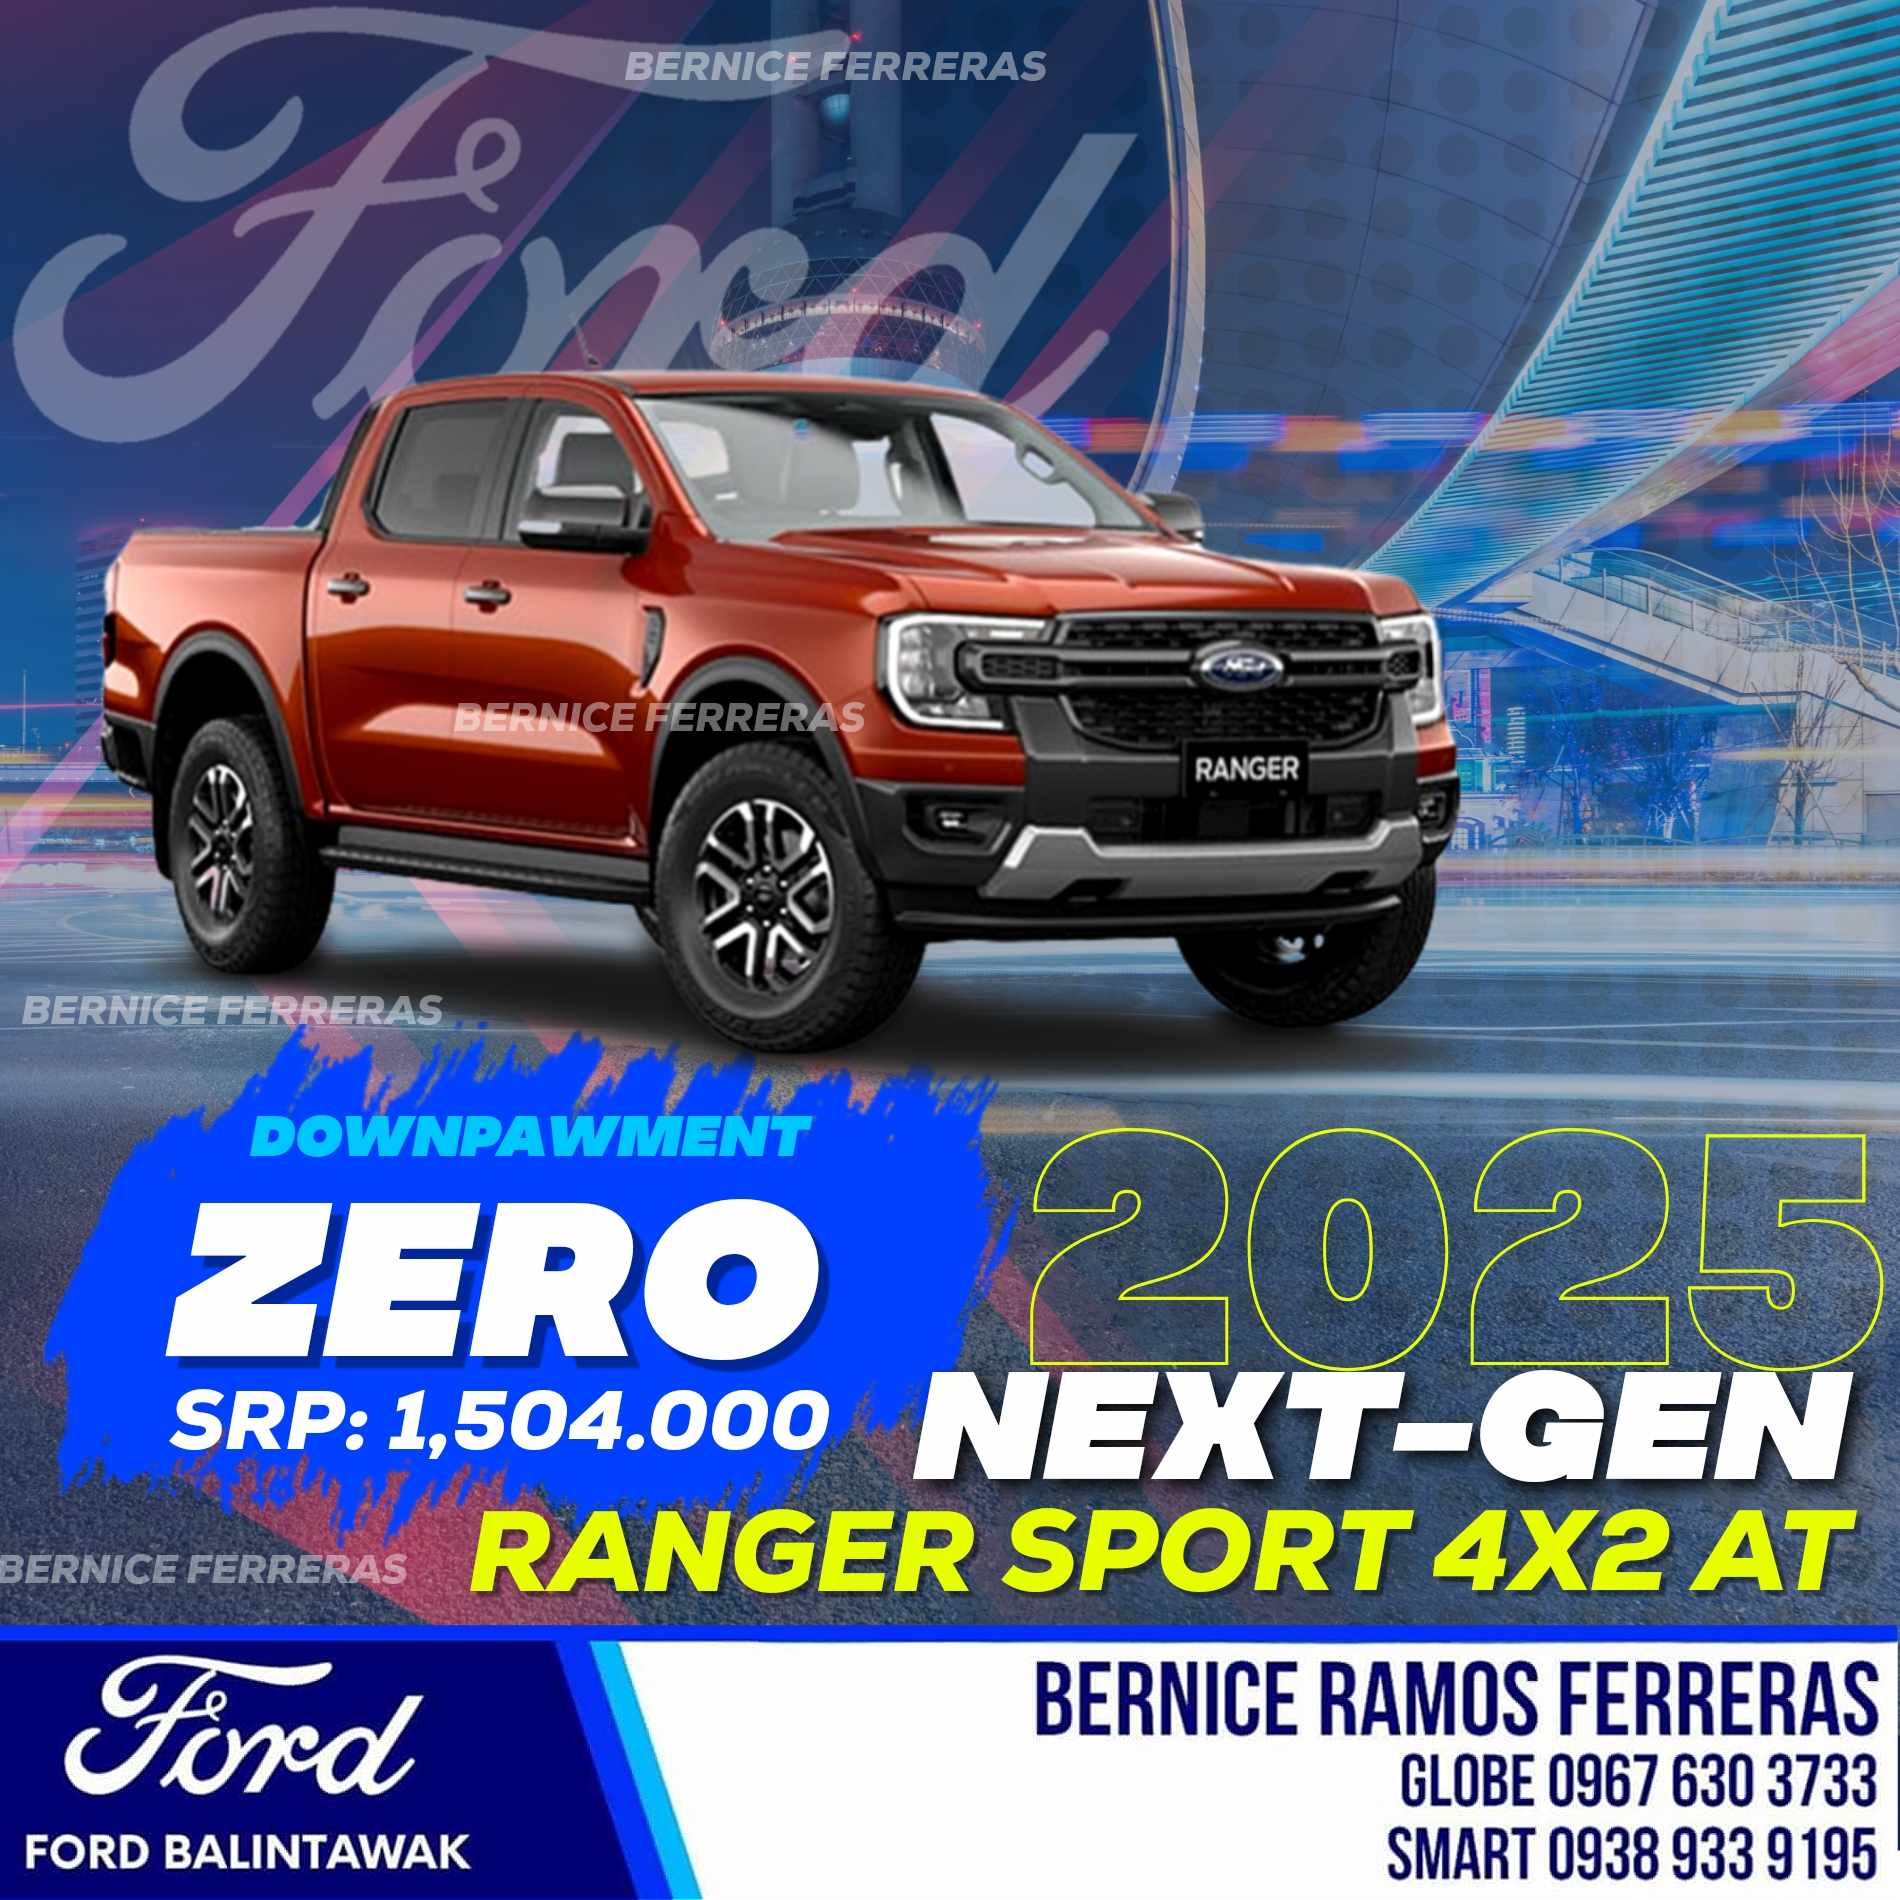 Ford
BERNICE FERRERAS
RANGER
BERNICE FERRERAS
BERNICE FERRERAS
DOWNPAWMENT
ZERO
SRP: 1,504.000
2025
NEXT-GEN
RANGER SPORT 4X2 AT
BERNICE FERRERAS
Ford
FORD BALINTAWAK
BERNICE RAMOS FERRERAS
GLOBE 0967 630 3733
SMART 0938 933 9195